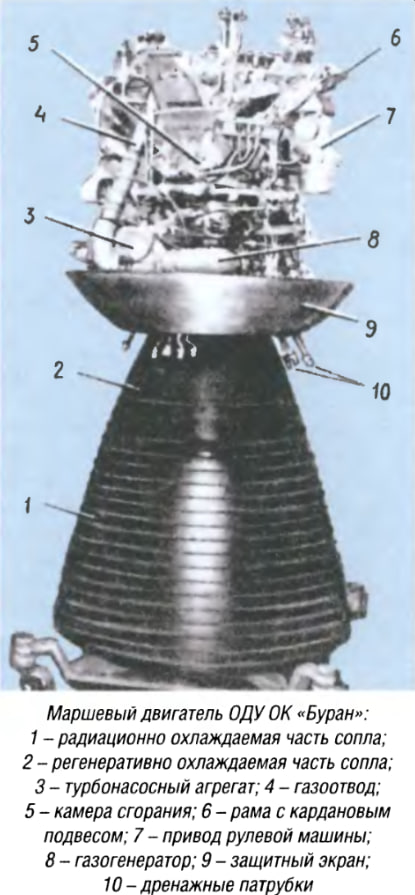 5
6
4
7
3
8
9
2
10
1
Маршевый двигатель ОДУ ОК «Буран»:
1 – радиационно охлаждаемая часть сопла;
2 – регенеративно охлаждаемая часть сопла;
3 – турбонасосный агрегат; 4 – газоотвод;
5 – камера сгорания; 6 – рама с кардановым
подвесом; 7 – привод рулевой машины;
8 – газогенератор; 9 – защитный экран;
10 – дренажные патрубки